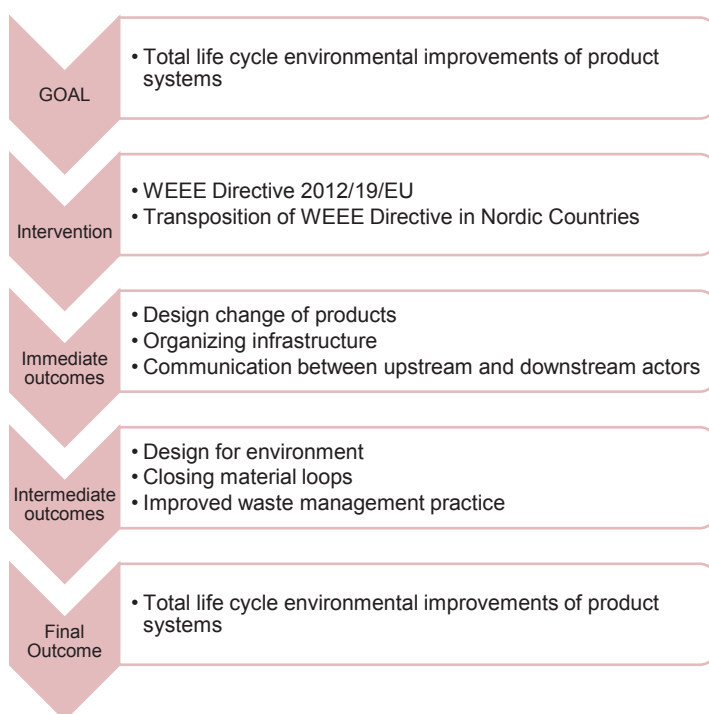 GOAL
• Total life cycle environmental improvements of product
systems
Intervention
• WEEE Directive 2012/19/EU
• Transposition of WEEE Directive in Nordic Countries
Immediate
outcomes
• Design change of products
• Organizing infrastructure
• Communication between upstream and downstream actors
Intermediate
outcomes
• Design for environment
• Closing material loops
• Improved waste management practice
Final
Outcome
• Total life cycle environmental improvements of product
systems